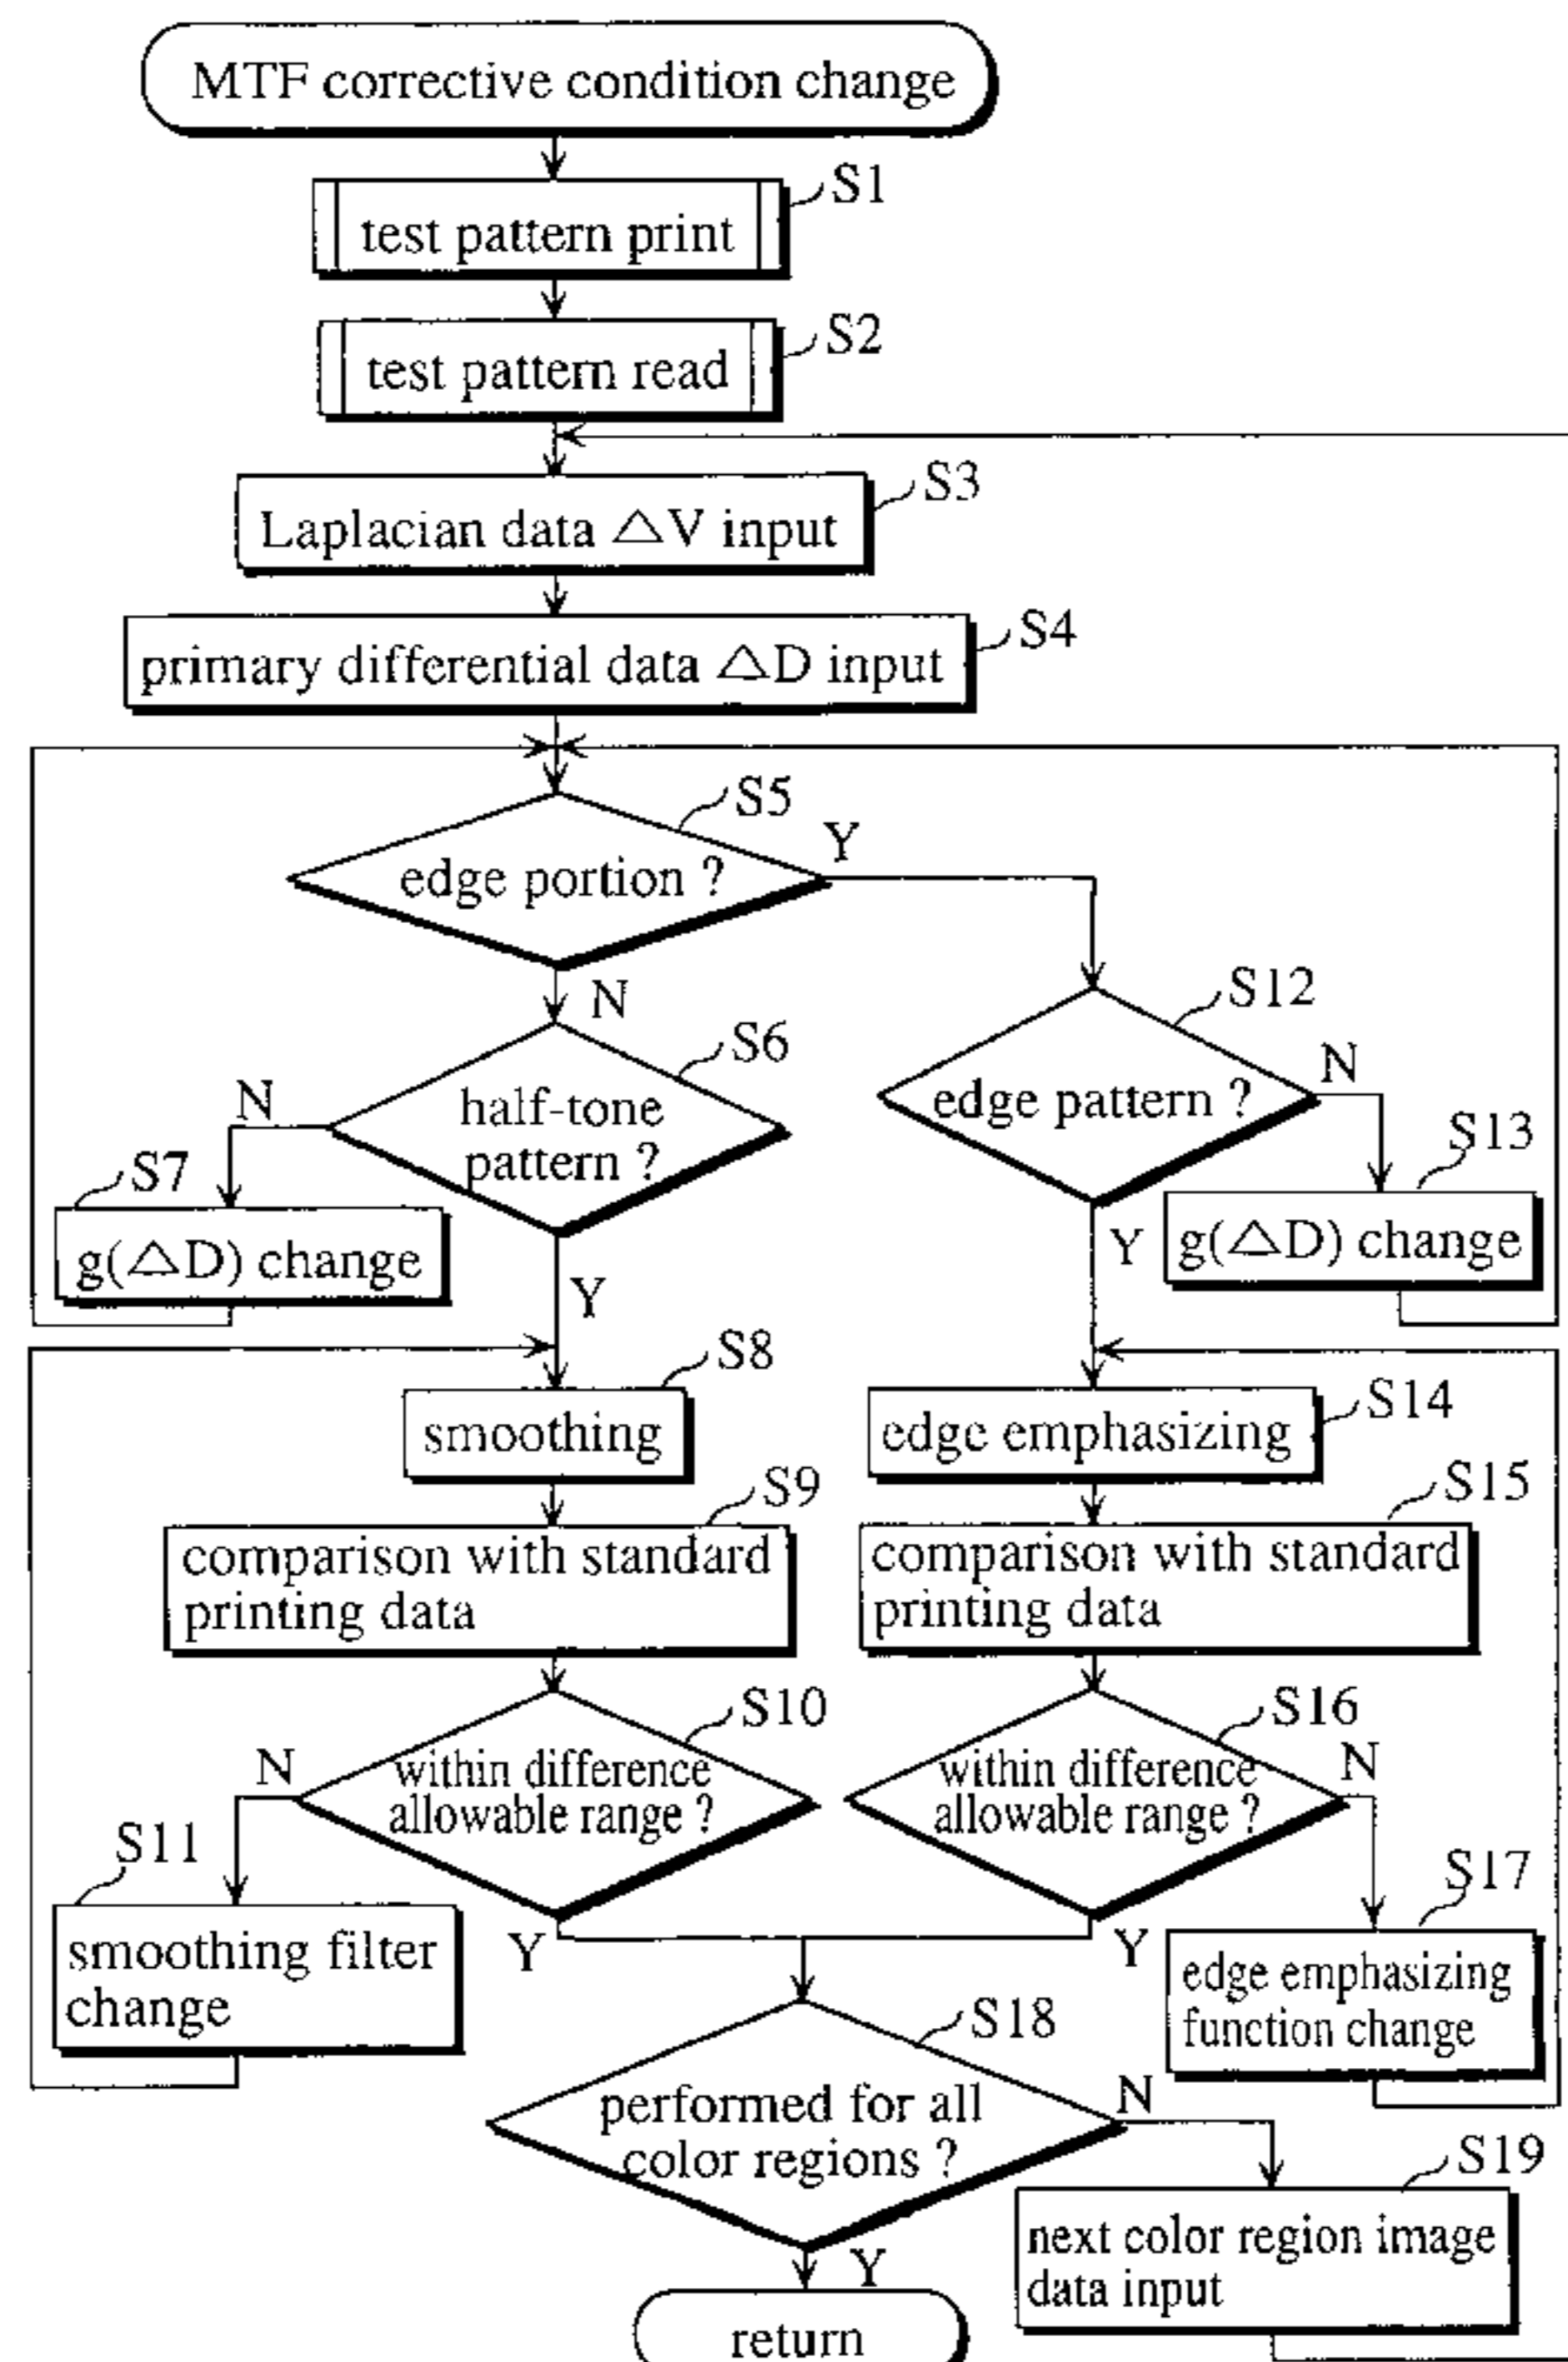 MTF corrective condition change
S1
test pattern print
S2
test pattern read
S3
Laplacian data △V input
S4
primary differential data △D input
S5
Y
edge portion ?
N
S12
S6
N
half-tone
pattern ?
edge pattern ?
N
S7
S13
g(△D) change
Y
g(△D) change
Y
S8
smoothing
S14
edge emphasizing
S9
comparison with standard
printing data
S15
comparison with standard
printing data
S10
N
within difference
allowable range ?
S16
N
within difference
allowable range ?
S11
smoothing filter
change
Y
Y
S17
edge emphasizing
function change
S18
performed for all
color regions ?
N
S19
next color region image
data input
Y
return